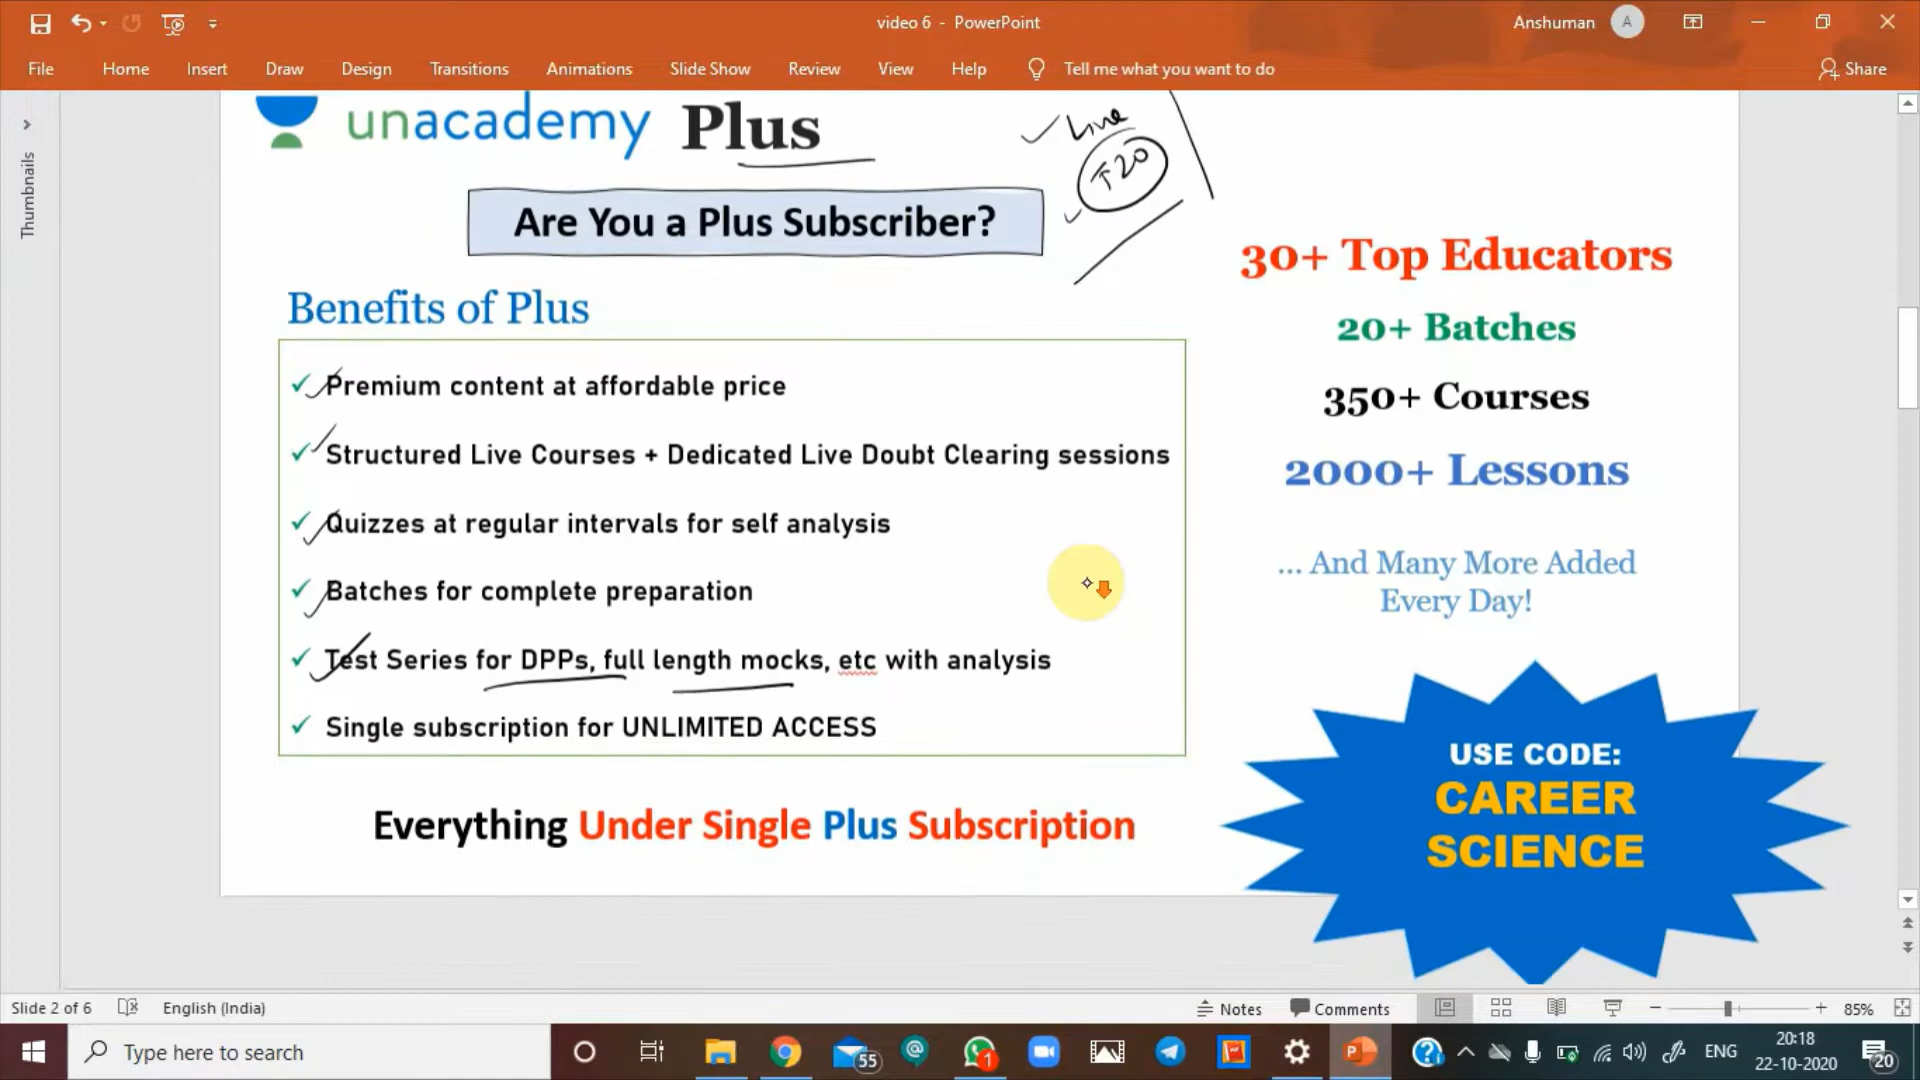 video 6 - PowerPoint
Anshuman
A
File Home Insert Draw Design Transitions Animations Slide Show Review View Help Tell me what you want to do Share
Thumbnails
unacademy Plus
Live
T20
Are You a Plus Subscriber?
Benefits of Plus
Premium content at affordable price
Structured Live Courses + Dedicated Live Doubt Clearing sessions
Quizzes at regular intervals for self analysis
Batches for complete preparation
Test Series for DPPs, full length mocks, etc with analysis
Single subscription for UNLIMITED ACCESS
Everything Under Single Plus Subscription
30+ Top Educators
20+ Batches
350+ Courses
2000+ Lessons
... And Many More Added
Every Day!
USE CODE:
CAREER
SCIENCE
Slide 2 of 6 English (India) Notes Comments 85%
Type here to search
55
1
ENG
20:18
22-10-2020
20